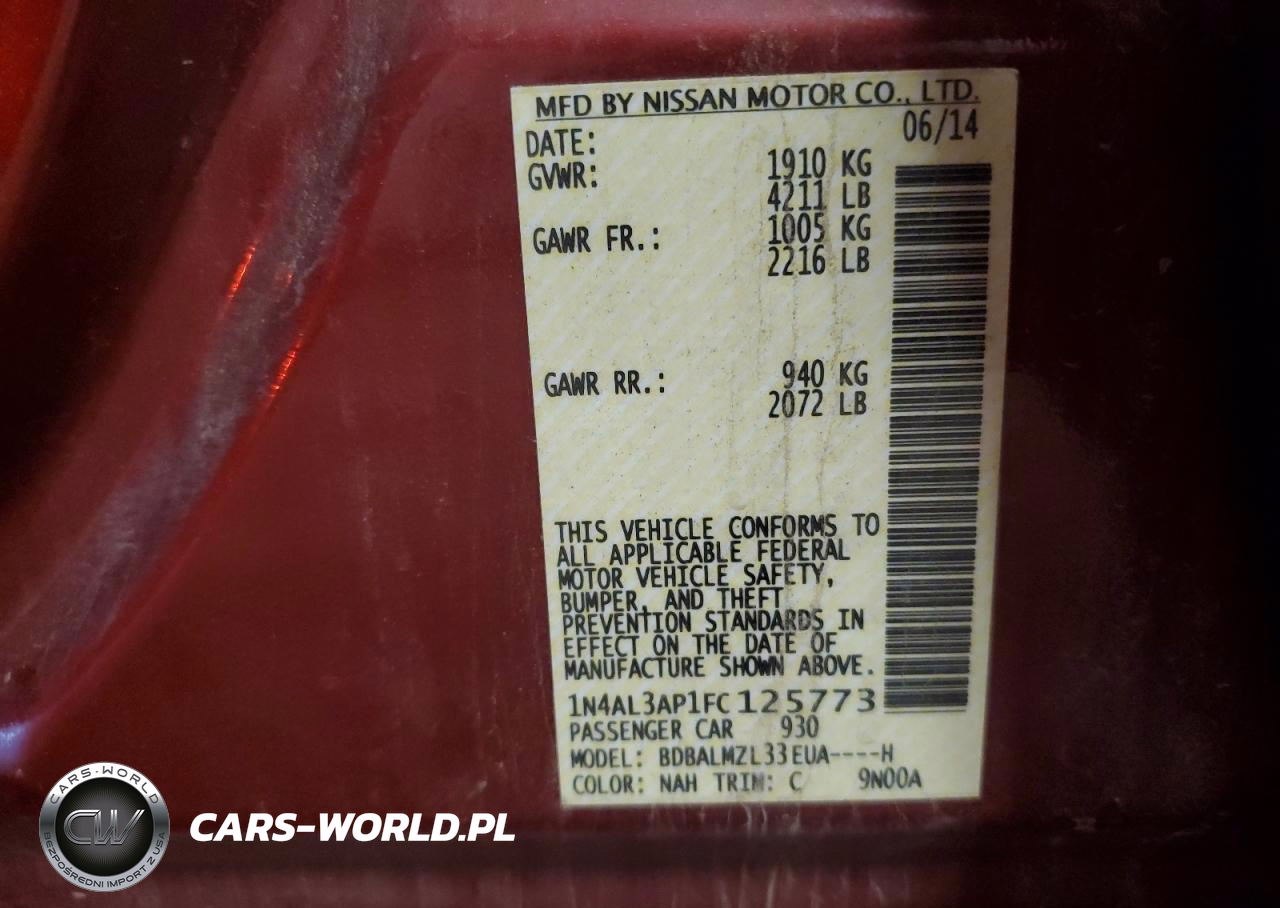 MFD BY NISSAN MOTOR CO., LTD.
DATE: 06/14
GVWR: 1910 KG
4211 LB
GAWR FR.: 1005 KG
2216 LB
GAWR RR.: 940 KG
2072 LB
THIS VEHICLE CONFORMS TO
ALL APPLICABLE FEDERAL
MOTOR VEHICLE SAFETY,
BUMPER, AND THEFT
PREVENTION STANDARDS IN
EFFECT ON THE DATE OF
MANUFACTURE SHOWN ABOVE.
1N4AL3AP1FC125773
PASSENGER CAR 930
MODEL: BDBALMZL33EUA----H
COLOR: NAH TRIM: C 9N00A
CARS-WORLD
CW
BEZPOŚREDNI IMPORT Z USA
CARS-WORLD.PL